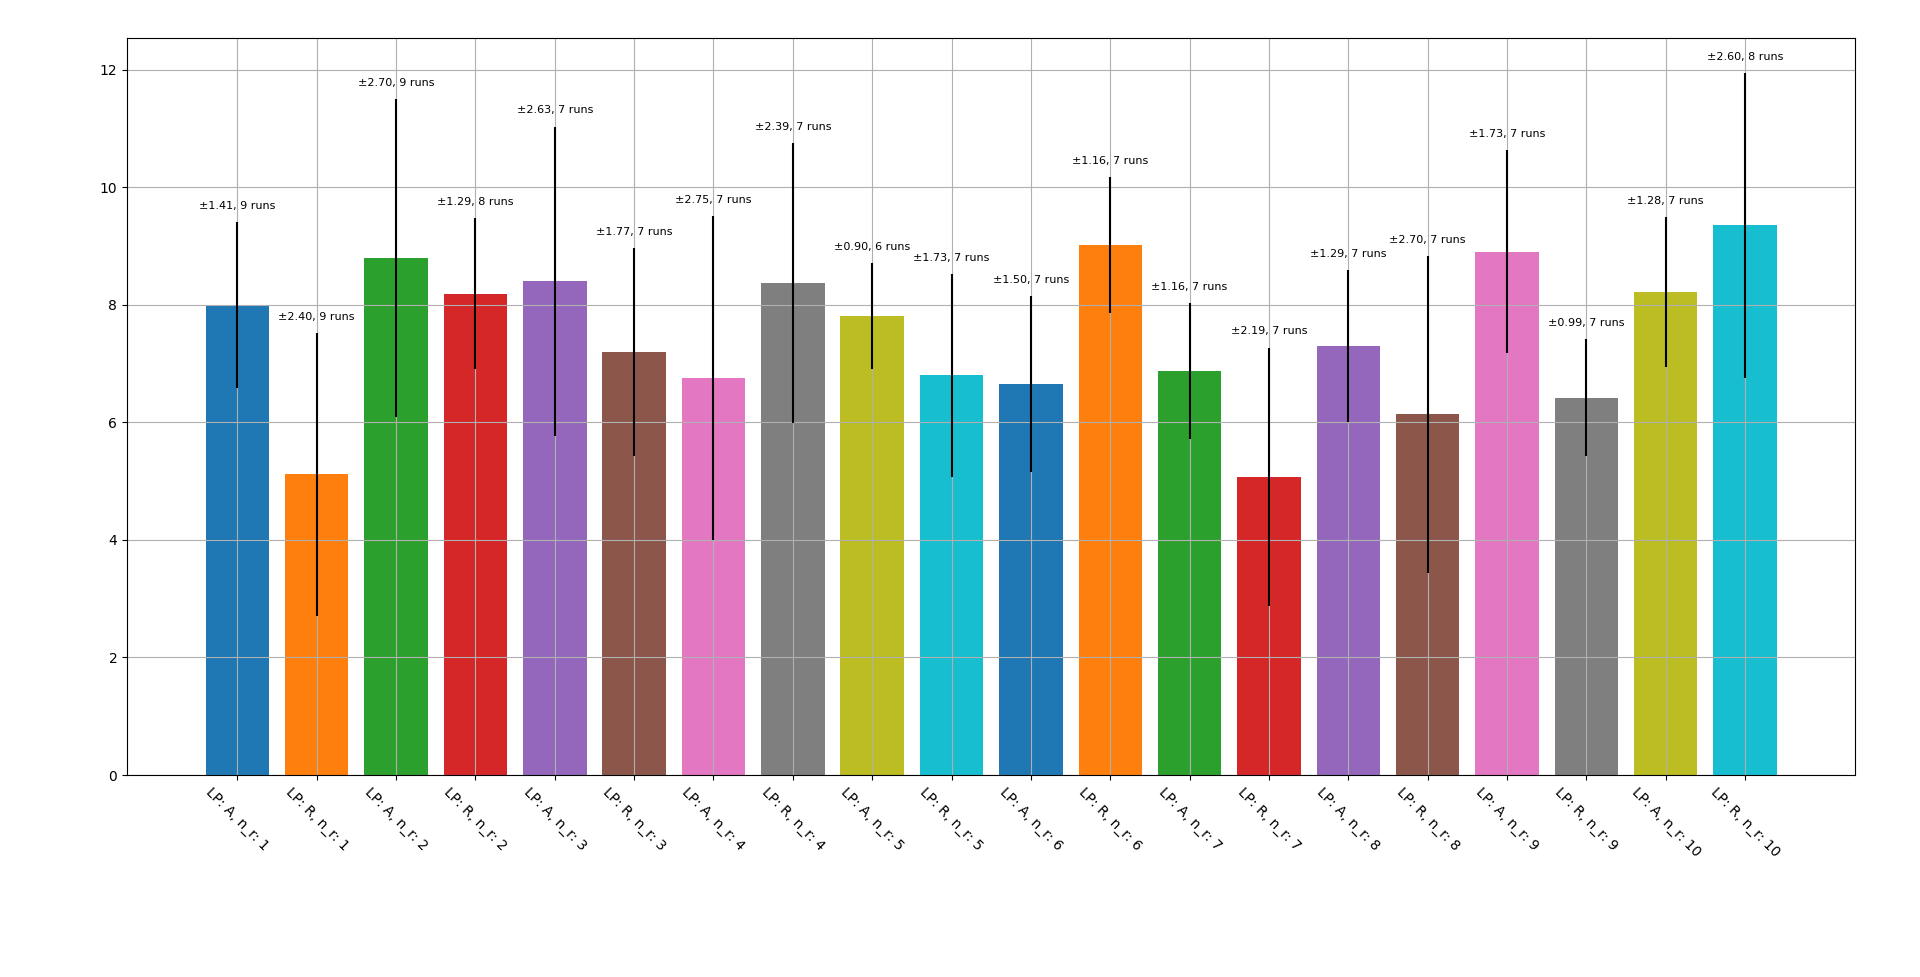 ±2.60, 8 runs
12
±2.70, 9 runs
±2.63, 7 runs
±2.39, 7 runs
±1.73, 7 runs
±1.16, 7 runs
10
±1.41, 9 runs
±1.29, 8 runs
±2.75, 7 runs
±1.28, 7 runs
±1.77, 7 runs
±2.70, 7 runs
±0.90, 6 runs
±1.29, 7 runs
±1.73, 7 runs
±1.50, 7 runs
±1.16, 7 runs
8
±2.40, 9 runs
±0.99, 7 runs
±2.19, 7 runs
6
4
2
0
LP: A, n_r: 1
LP: R, n_r: 1
LP: A, n_r: 2
LP: R, n_r: 2
LP: A, n_r: 3
LP: R, n_r: 3
LP: A, n_r: 4
LP: R, n_r: 4
LP: A, n_r: 5
LP: R, n_r: 5
LP: A, n_r: 6
LP: R, n_r: 6
LP: A, n_r: 7
LP: R, n_r: 7
LP: A, n_r: 8
LP: R, n_r: 8
LP: A, n_r: 9
LP: R, n_r: 9
LP: A, n_r: 10
LP: R, n_r: 10